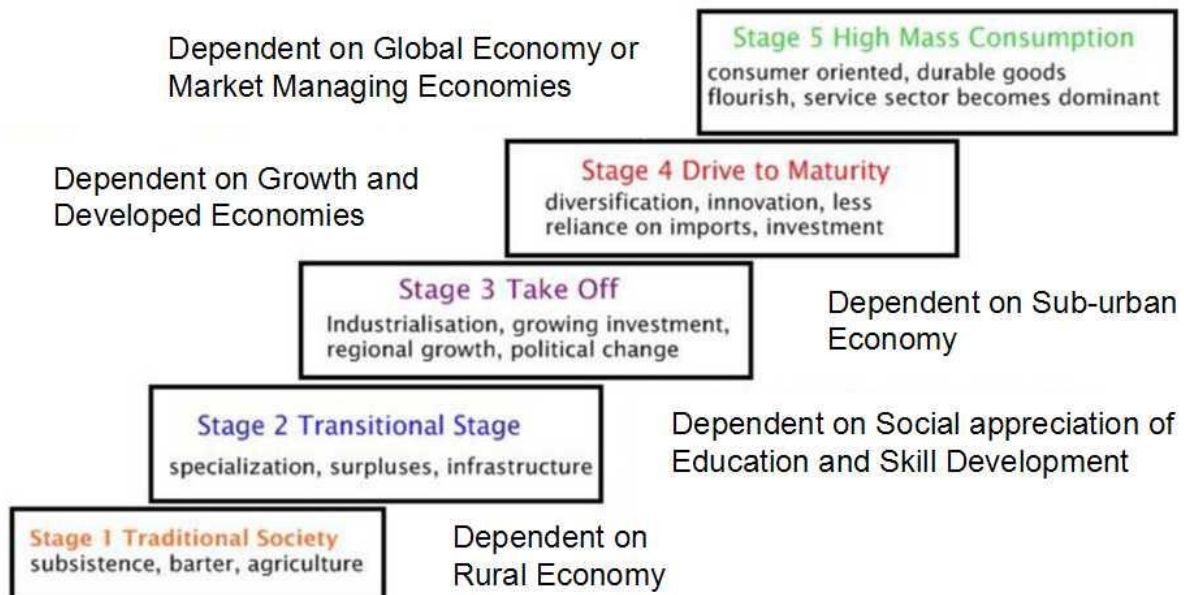 Dependent on Global Economy or
Market Managing Economies
Stage 5 High Mass Consumption
consumer oriented, durable goods
flourish, service sector becomes dominant
Dependent on Growth and
Developed Economies
Stage 4 Drive to Maturity
diversification, innovation, less
reliance on imports, investment
Stage 3 Take Off
Industrialisation, growing investment,
regional growth, political change
Dependent on Sub-urban
Economy
Stage 2 Transitional Stage
specialization, surpluses, infrastructure
Dependent on Social appreciation of
Education and Skill Development
Stage 1 Traditional Society
subsistence, barter, agriculture
Dependent on
Rural Economy